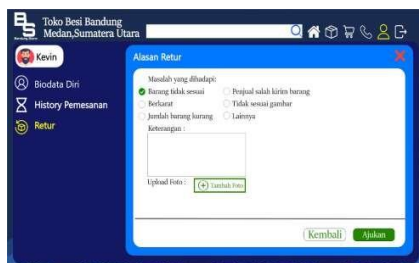 Toko Besi Bandung
Medan,Sumatera Utara
Kevin
Biodata Diri
History Pemesanan
Retur
Alasan Retur
Masalah yang dihadapi:
Barang tidak sesuai
Penjual salah kirim barang
Berkarat
Tidak sesuai gambar
Jumlah barang kurang
Lainnya
Keterangan :
Upload Foto :
Tambah Foto
Kembali
Ajukan